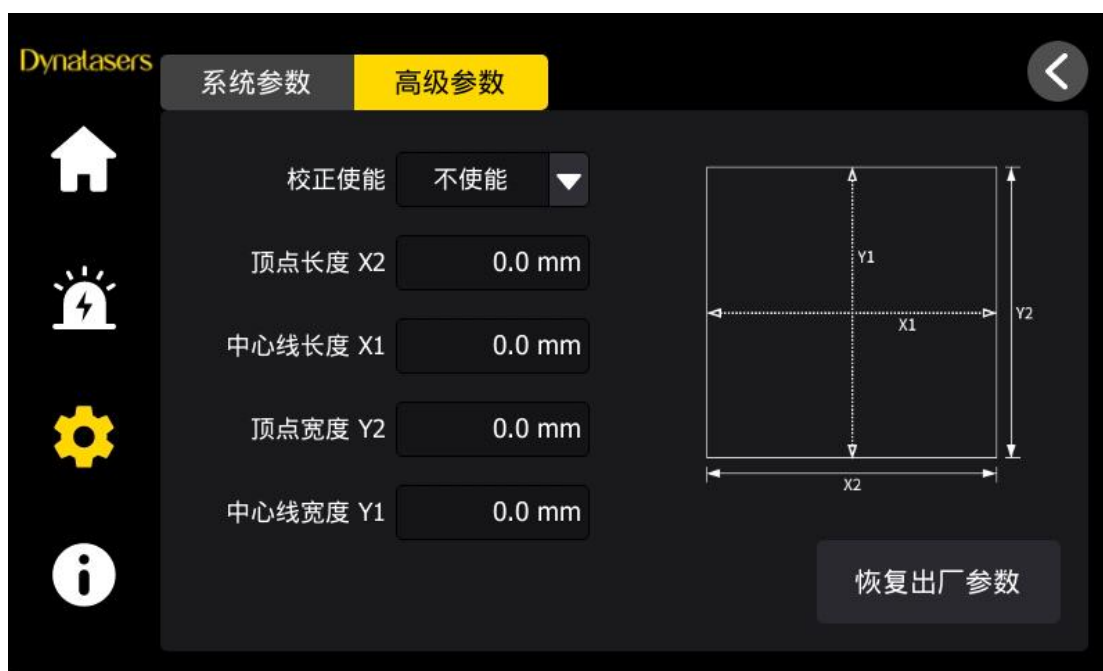 Dynalasers
系统参数 高级参数
校正使能 不使能
顶点长度 X2 0.0 mm
中心线长度 X1 0.0 mm
顶点宽度 Y2 0.0 mm
中心线宽度 Y1 0.0 mm
Y1
X1
Y2
X2
恢复出厂参数